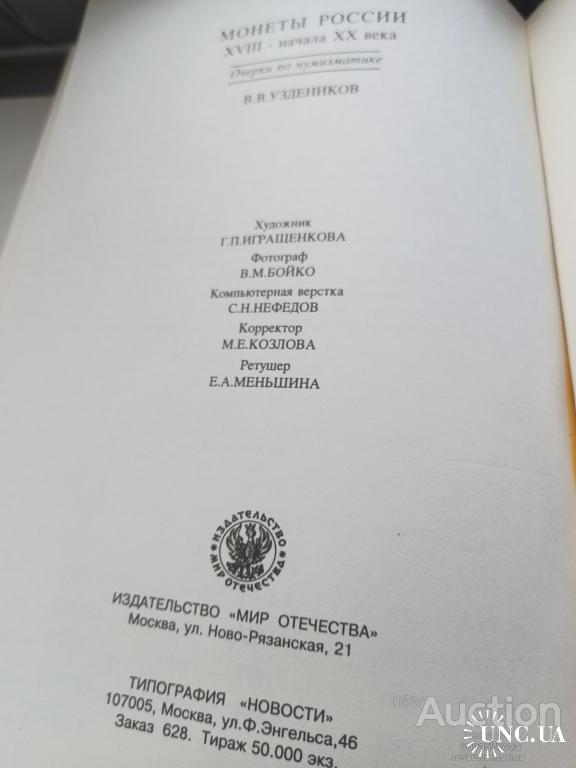 МОНЕТЫ РОССИИ
XVIII - начала XX века
Очерки по нумизматике
В.В.УЗДЕНИКОВ
Художник
Г.П.ИГРАЩЕНКОВА
Фотограф
В.М.БОЙКО
Компьютерная верстка
С.Н.НЕФЕДОВ
Корректор
М.Е.КОЗЛОВА
Ретушер
Е.А.МЕНЬШИНА
ИЗДАТЕЛЬСТВО
МИР ОТЕЧЕСТВА
ИЗДАТЕЛЬСТВО «МИР ОТЕЧЕСТВА»
Москва, ул. Ново-Рязанская, 21
ТИПОГРАФИЯ «НОВОСТИ»
107005, Москва, ул.Ф.Энгельса,46
Заказ 628. Тираж 50.000 экз.
new
Auction
UNC.UA